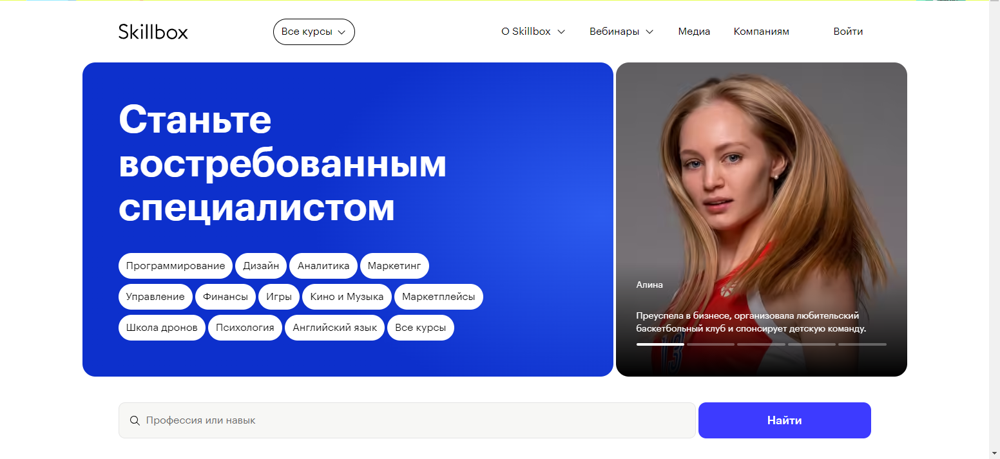 Skillbox
Все курсы
О Skillbox
Вебинары
Медиа
Компаниям
Войти
Станьте
востребованным
специалистом
Программирование
Дизайн
Аналитика
Маркетинг
Управление
Финансы
Игры
Кино и Музыка
Маркетплейсы
Школа дронов
Психология
Английский язык
Все курсы
Алина
Преуспела в бизнесе, организовала любительский
баскетбольный клуб и спонсирует детскую команду.
13
Профессия или навык
Найти